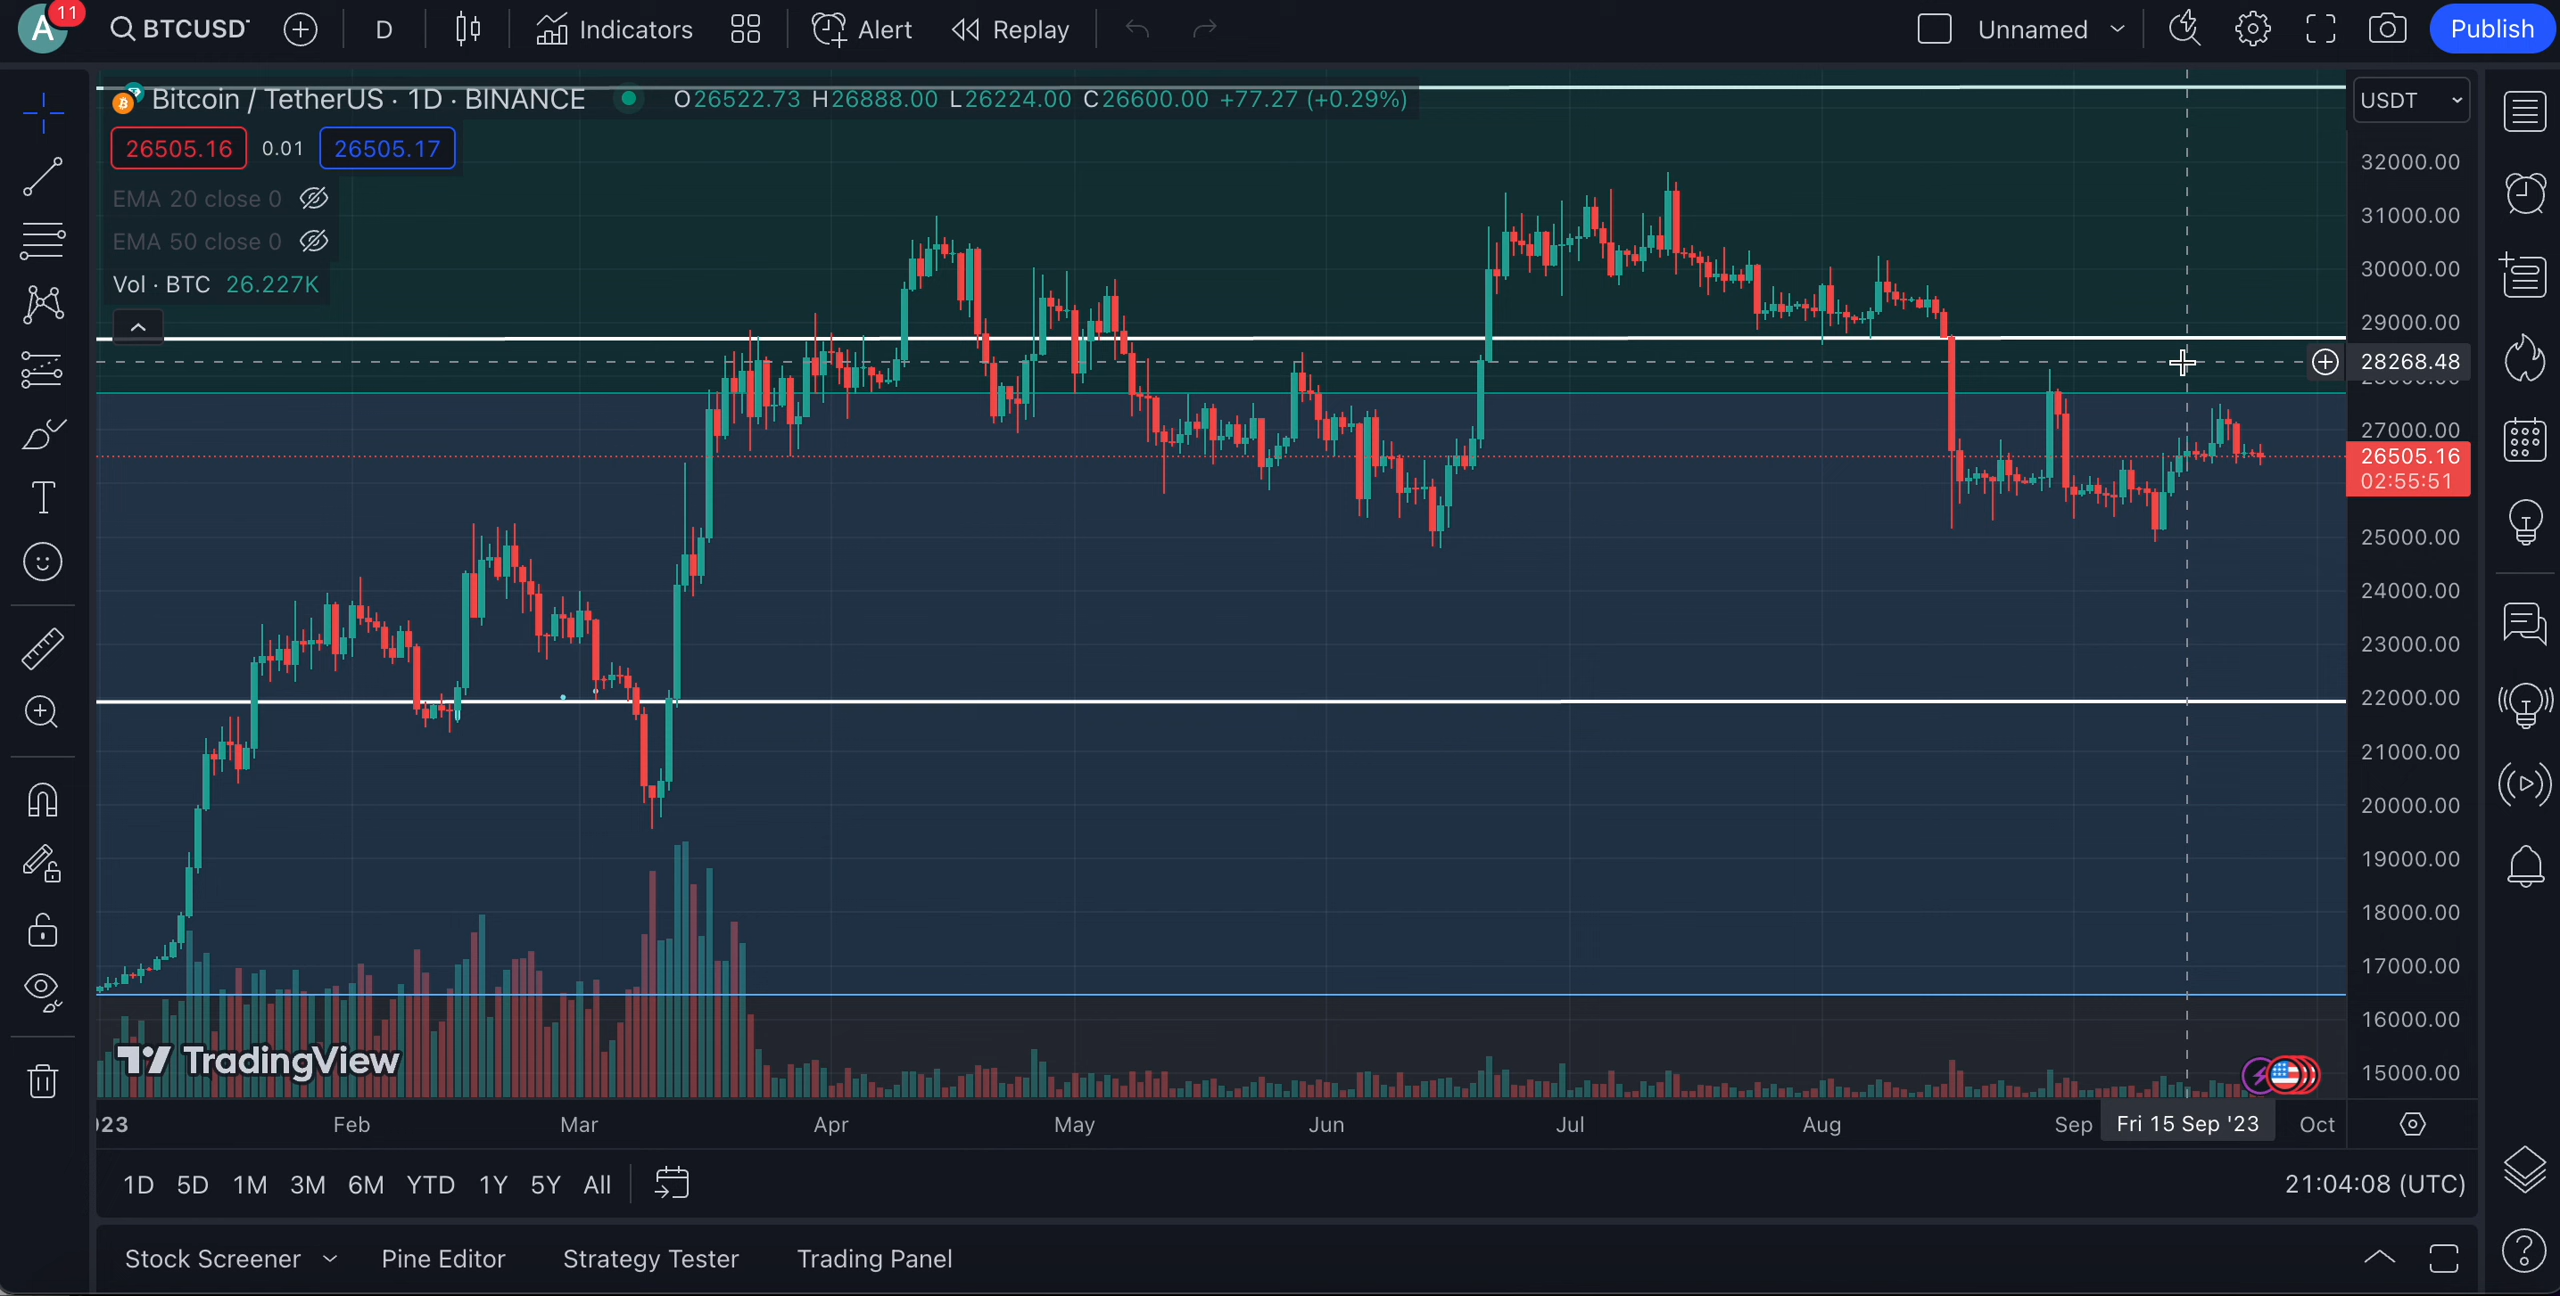 A 11 BTCUSDT D Indicators Alert Replay Unnamed Publish
Bitcoin / TetherUS · 1D · BINANCE O26522.73 H26888.00 L26224.00 C26600.00 +77.27 (+0.29%) USDT
26505.16 0.01 26505.17
EMA 20 close 0
EMA 50 close 0
Vol · BTC 26.227K
32000.00
31000.00
30000.00
29000.00
28268.48
28000.00
27000.00
26505.16
02:55:51
25000.00
24000.00
23000.00
22000.00
21000.00
20000.00
19000.00
18000.00
17000.00
16000.00
15000.00
TradingView
023 Feb Mar Apr May Jun Jul Aug Sep Fri 15 Sep '23 Oct
1D 5D 1M 3M 6M YTD 1Y 5Y All 21:04:08 (UTC)
Stock Screener Pine Editor Strategy Tester Trading Panel